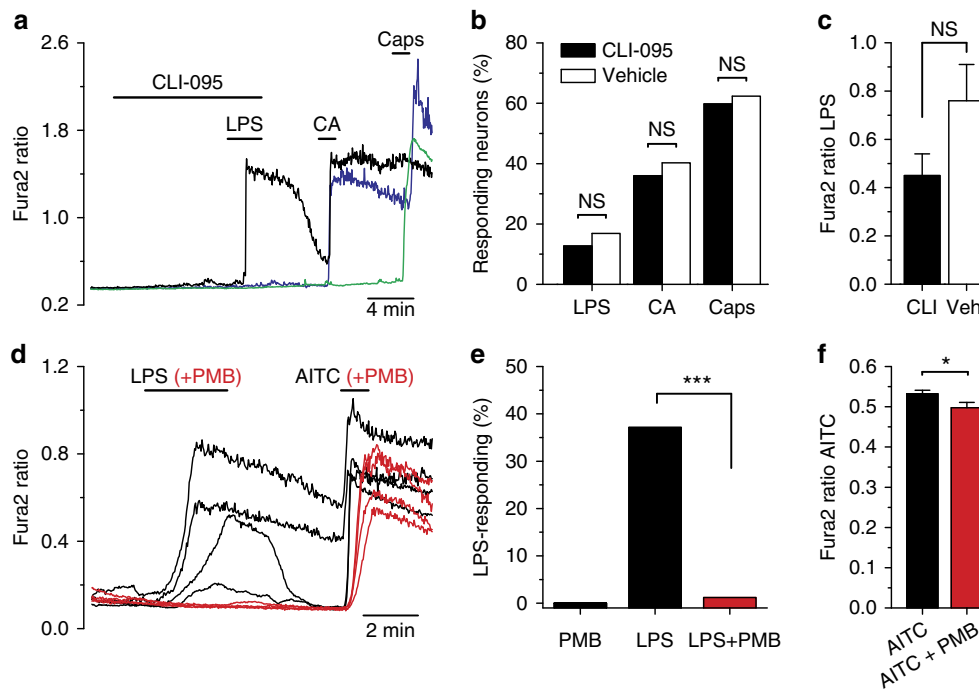 a
Fura2 ratio
2.6
1.8
1.0
0.2
CLI-095
LPS
CA
Caps
4 min
b
Responding neurons (%)
80
60
40
20
0
CLI-095
Vehicle
NS
NS
NS
LPS
CA
Caps
c
Fura2 ratio LPS
1.0
0.8
0.6
0.4
0.2
0.0
NS
CLI
Veh
d
Fura2 ratio
1.2
0.8
0.4
0.0
LPS (+PMB)
AITC (+PMB)
2 min
e
LPS-responding (%)
50
40
30
20
10
0
***
PMB
LPS
LPS+PMB
f
Fura2 ratio AITC
0.6
0.5
0.5
0.3
0.2
0.1
0.0
*
AITC
AITC + PMB